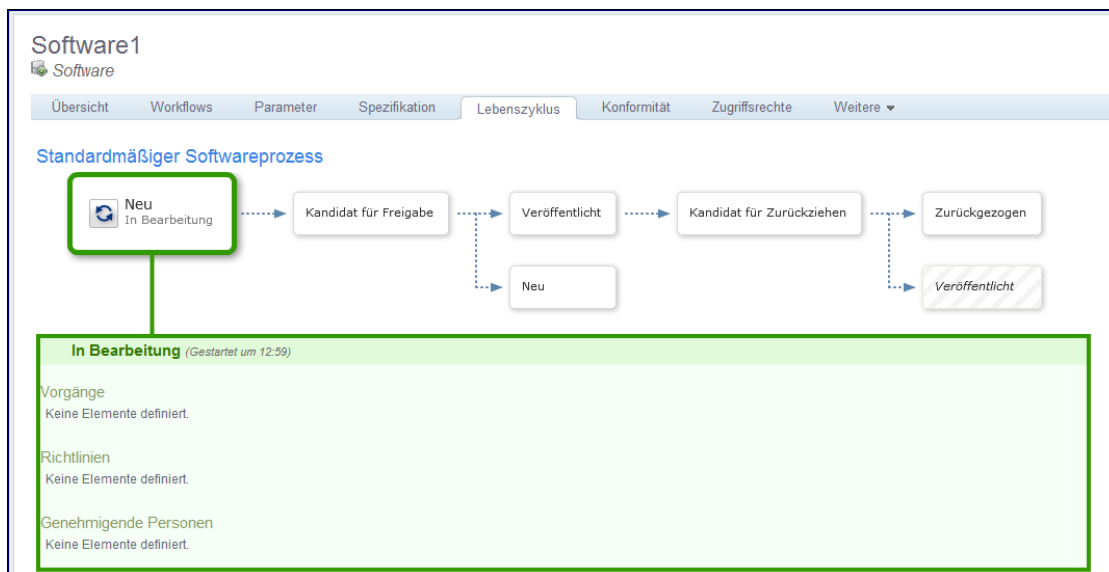 Software1
Software
Übersicht Workflows Parameter Spezifikation Lebenszyklus Konformität Zugriffsrechte Weitere
Standardmäßiger Softwareprozess
Neu
In Bearbeitung
Kandidat für Freigabe
Veröffentlicht
Kandidat für Zurückziehen
Zurückgezogen
Neu
Veröffentlicht
In Bearbeitung (Gestartet um 12:59)
Vorgänge
Keine Elemente definiert.
Richtlinien
Keine Elemente definiert.
Genehmigende Personen
Keine Elemente definiert.